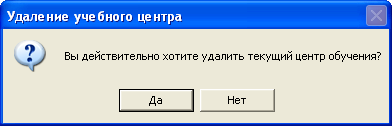 Удаление учебного центра
Вы действительно хотите удалить текущий центр обучения?
Да
Нет